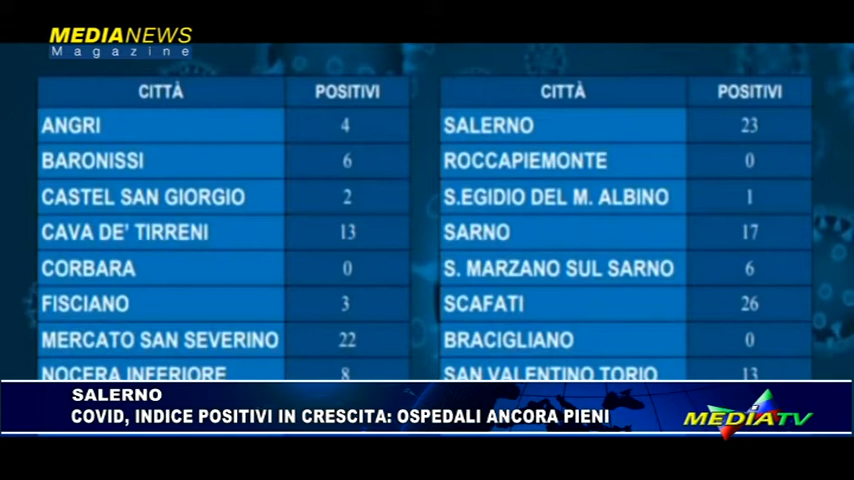 MEDIANEWS
Magazine
CITTÀ POSITIVI
ANGRI 4
BARONISSI 6
CASTEL SAN GIORGIO 2
CAVA DE' TIRRENI 13
CORBARA 0
FISCIANO 3
MERCATO SAN SEVERINO 22
NOCERA INFERIORE 8
CITTÀ POSITIVI
SALERNO 23
ROCCAPIEMONTE 0
S.EGIDIO DEL M. ALBINO 1
SARNO 17
S. MARZANO SUL SARNO 6
SCAFATI 26
BRACIGLIANO 0
SAN VALENTINO TORIO 13
SALERNO
COVID, INDICE POSITIVI IN CRESCITA: OSPEDALI ANCORA PIENI
MEDIATV